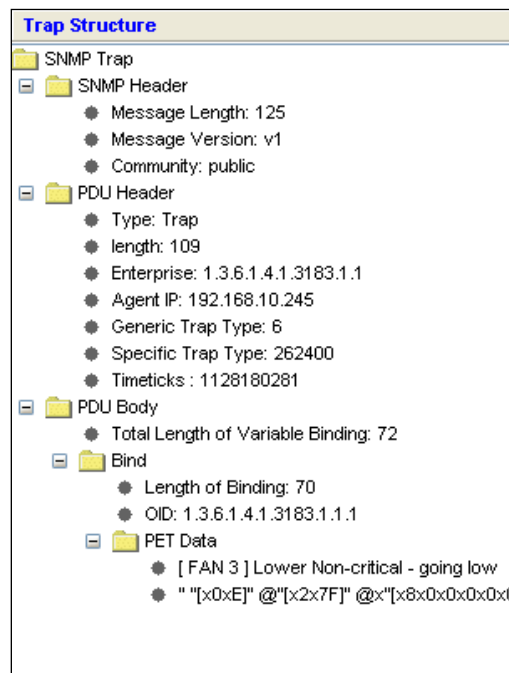 Trap Structure
SNMP Trap
SNMP Header
Message Length: 125
Message Version: v1
Community: public
PDU Header
Type: Trap
length: 109
Enterprise: 1.3.6.1.4.1.3183.1.1
Agent IP: 192.168.10.245
Generic Trap Type: 6
Specific Trap Type: 262400
Timeticks : 1128180281
PDU Body
Total Length of Variable Binding: 72
Bind
Length of Binding: 70
OID: 1.3.6.1.4.1.3183.1.1.1
PET Data
[ FAN 3 ] Lower Non-critical - going low
" "[x0xE]" @"[x2x7F]" @x"[x8x0x0x0x0x0